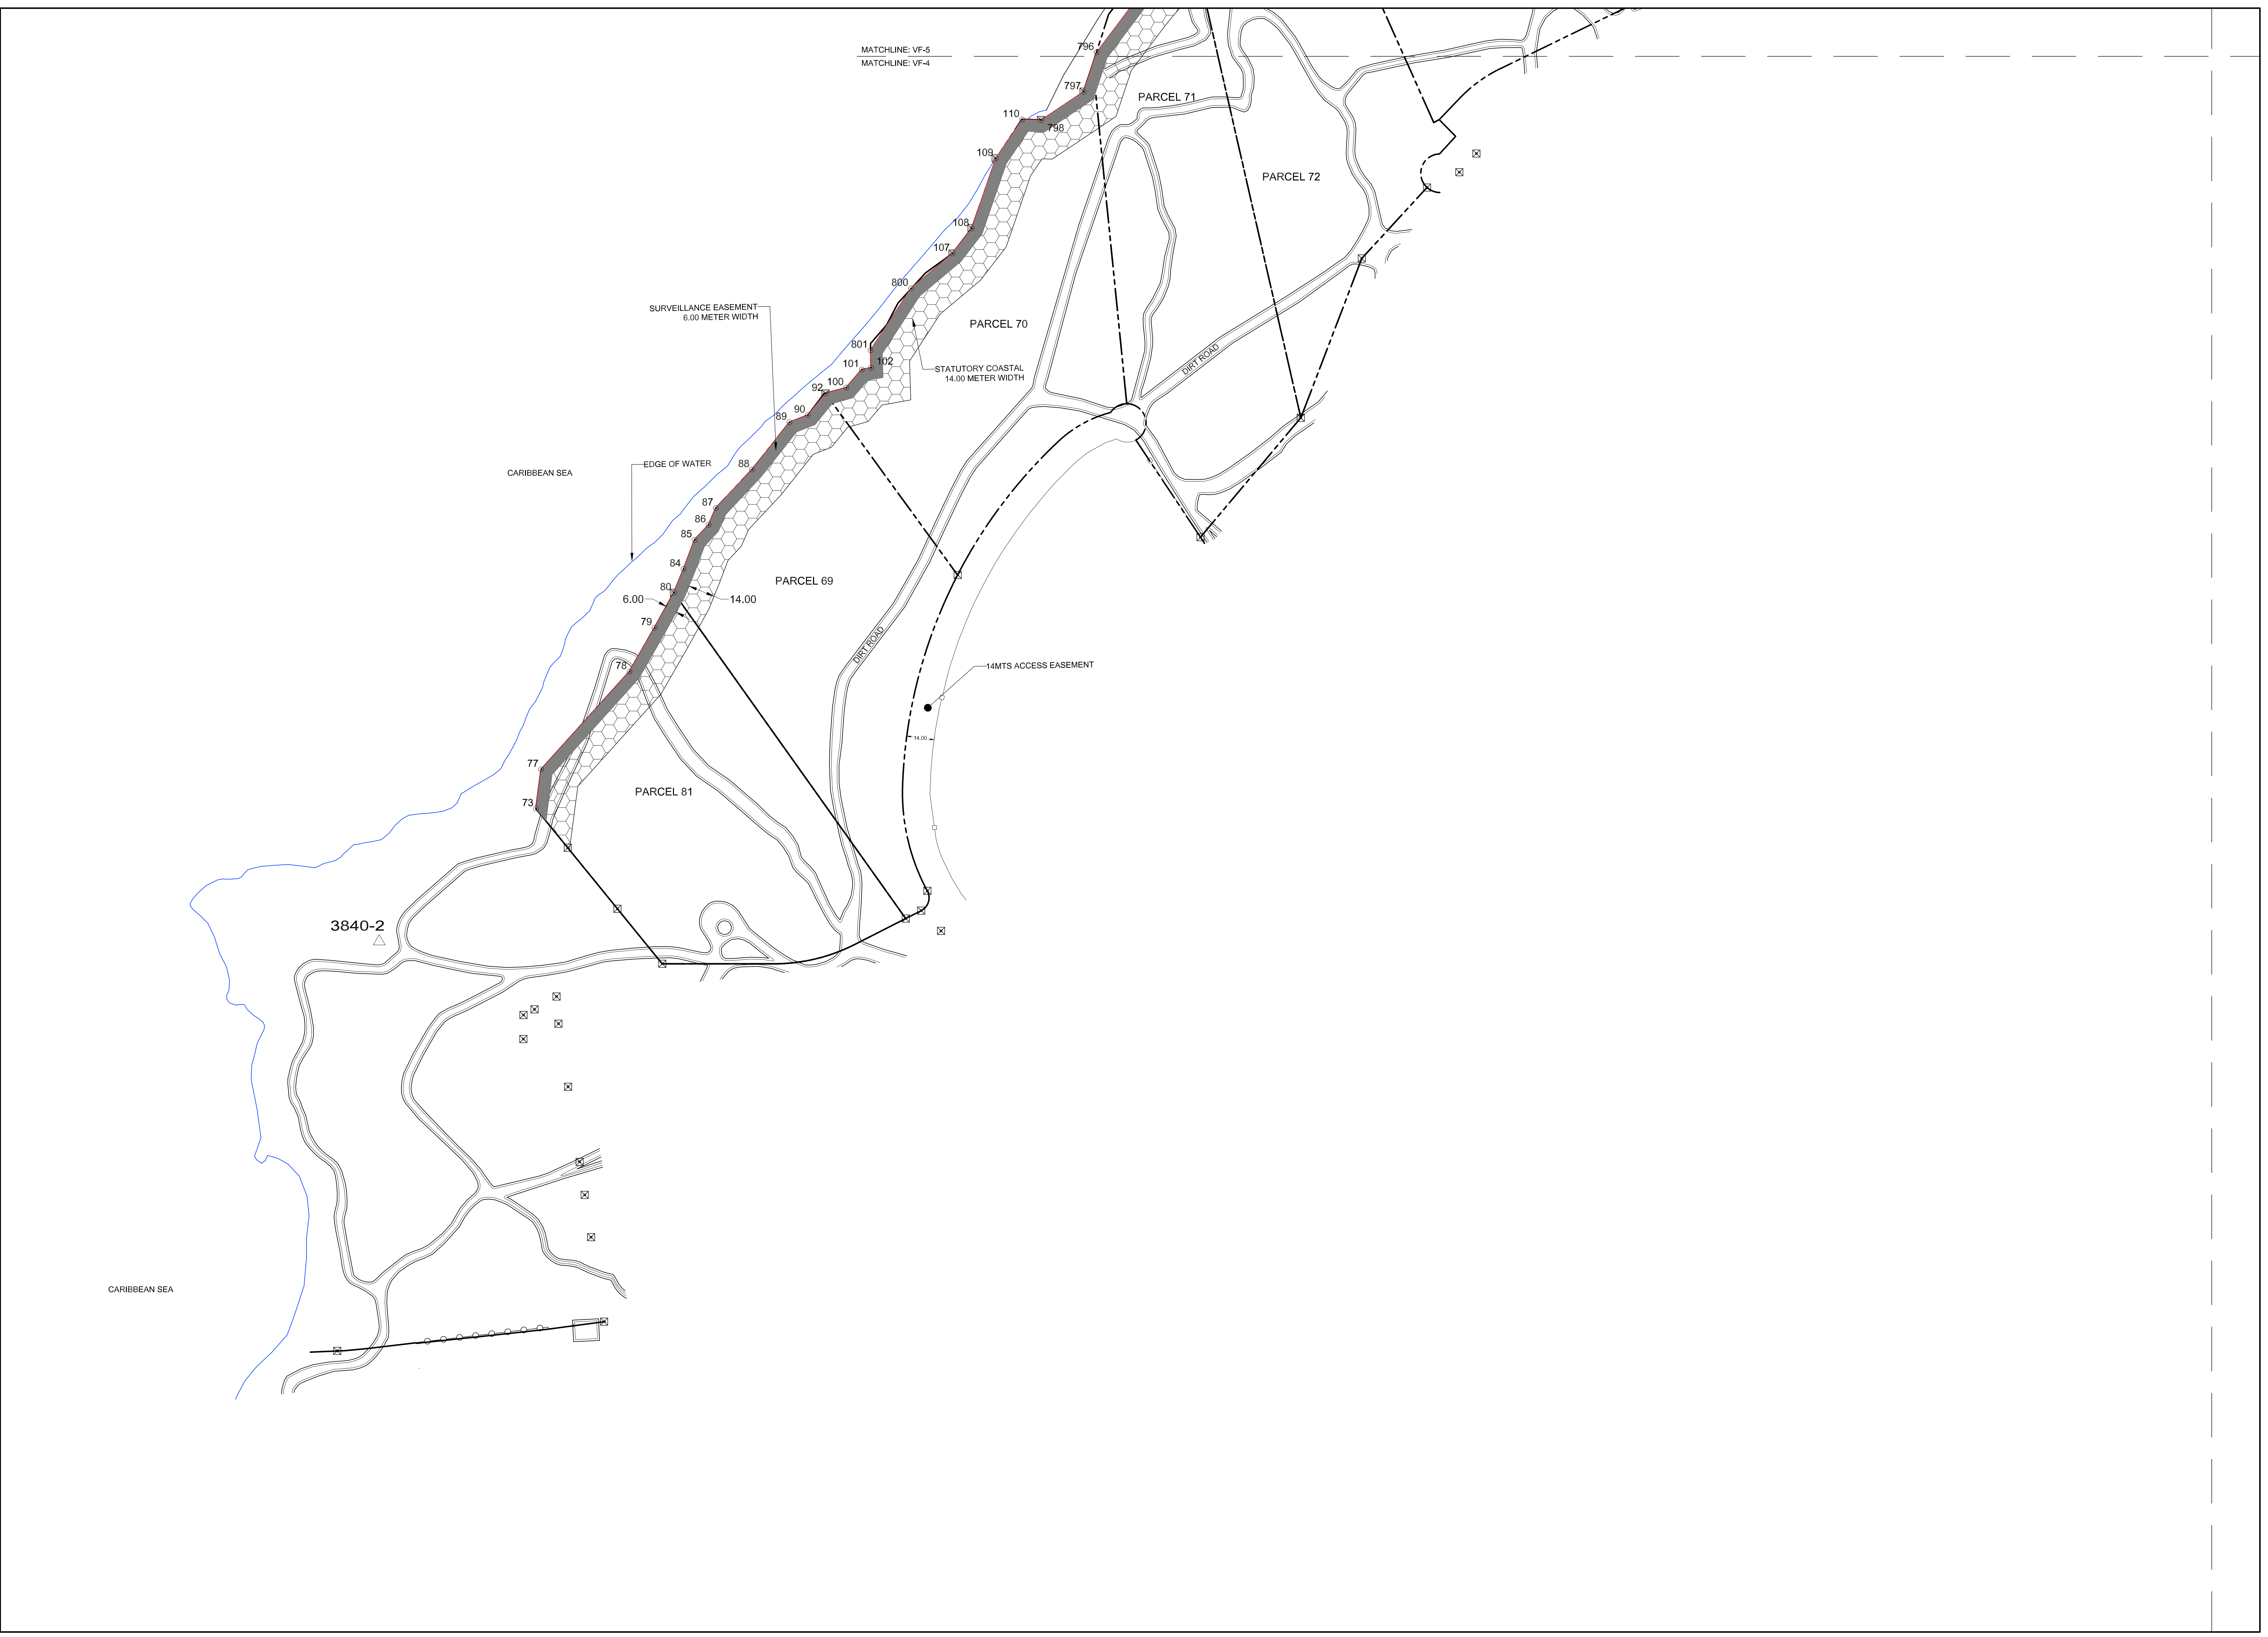 MATCHLINE: VF-5
MATCHLINE: VF-4
796
797
PARCEL 71
110
798
109
PARCEL 72
108
107
800
SURVEILLANCE EASEMENT
6.00 METER WIDTH
PARCEL 70
801
102
101
DIRT ROAD
STATUTORY COASTAL
14.00 METER WIDTH
100
92
90
89
88
EDGE OF WATER
CARIBBEAN SEA
87
86
85
84
80
PARCEL 69
6.00
14.00
79
DIRT ROAD
78
14MTS ACCESS EASEMENT
14.00
77
73
PARCEL 81
3840-2
CARIBBEAN SEA